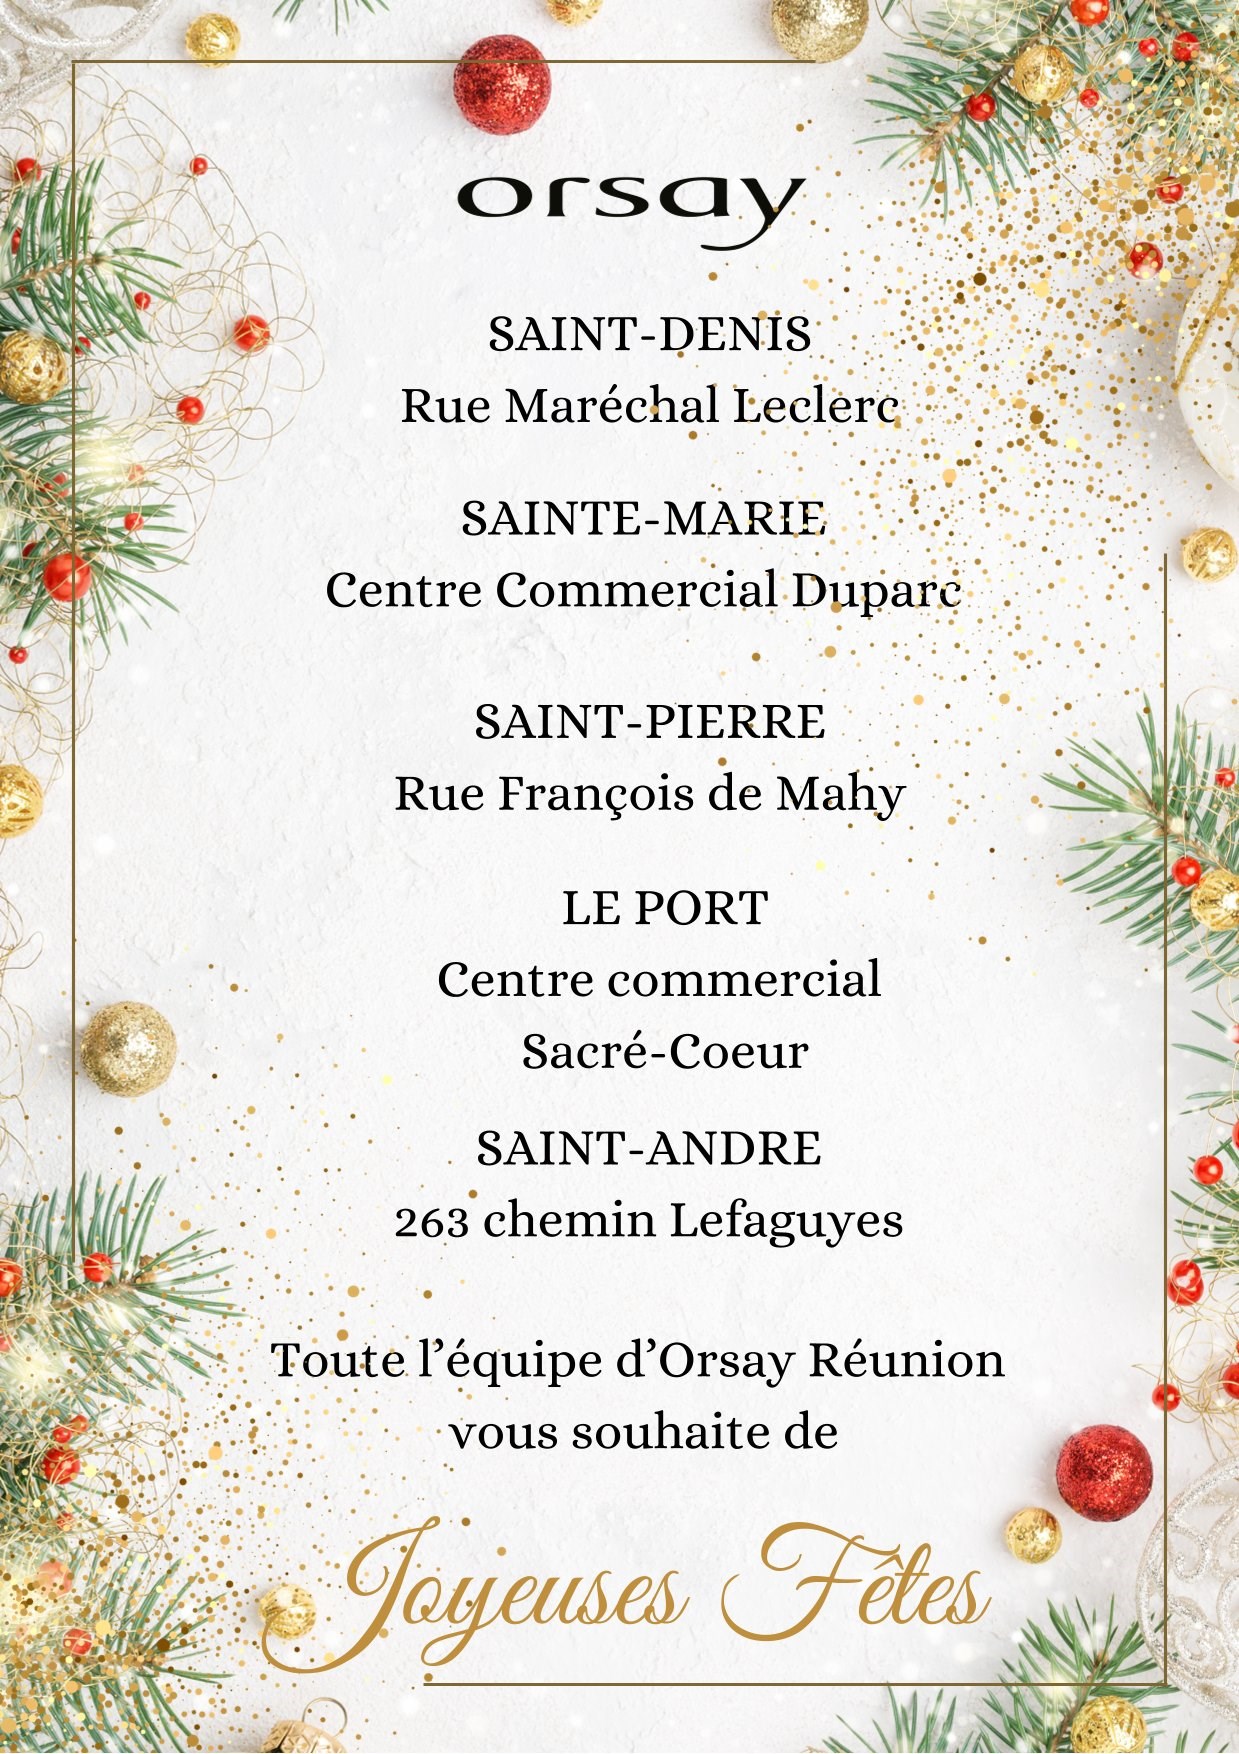 orsay
SAINT-DENIS
Rue Maréchal Leclerc
SAINTE-MARIE
Centre Commercial Duparc
SAINT-PIERRE
Rue François de Mahy
LE PORT
Centre commercial
Sacré-Coeur
SAINT-ANDRE
263 chemin Lefaguyes
Toute l’équipe d’Orsay Réunion
vous souhaite de
Joyeuses Fêtes